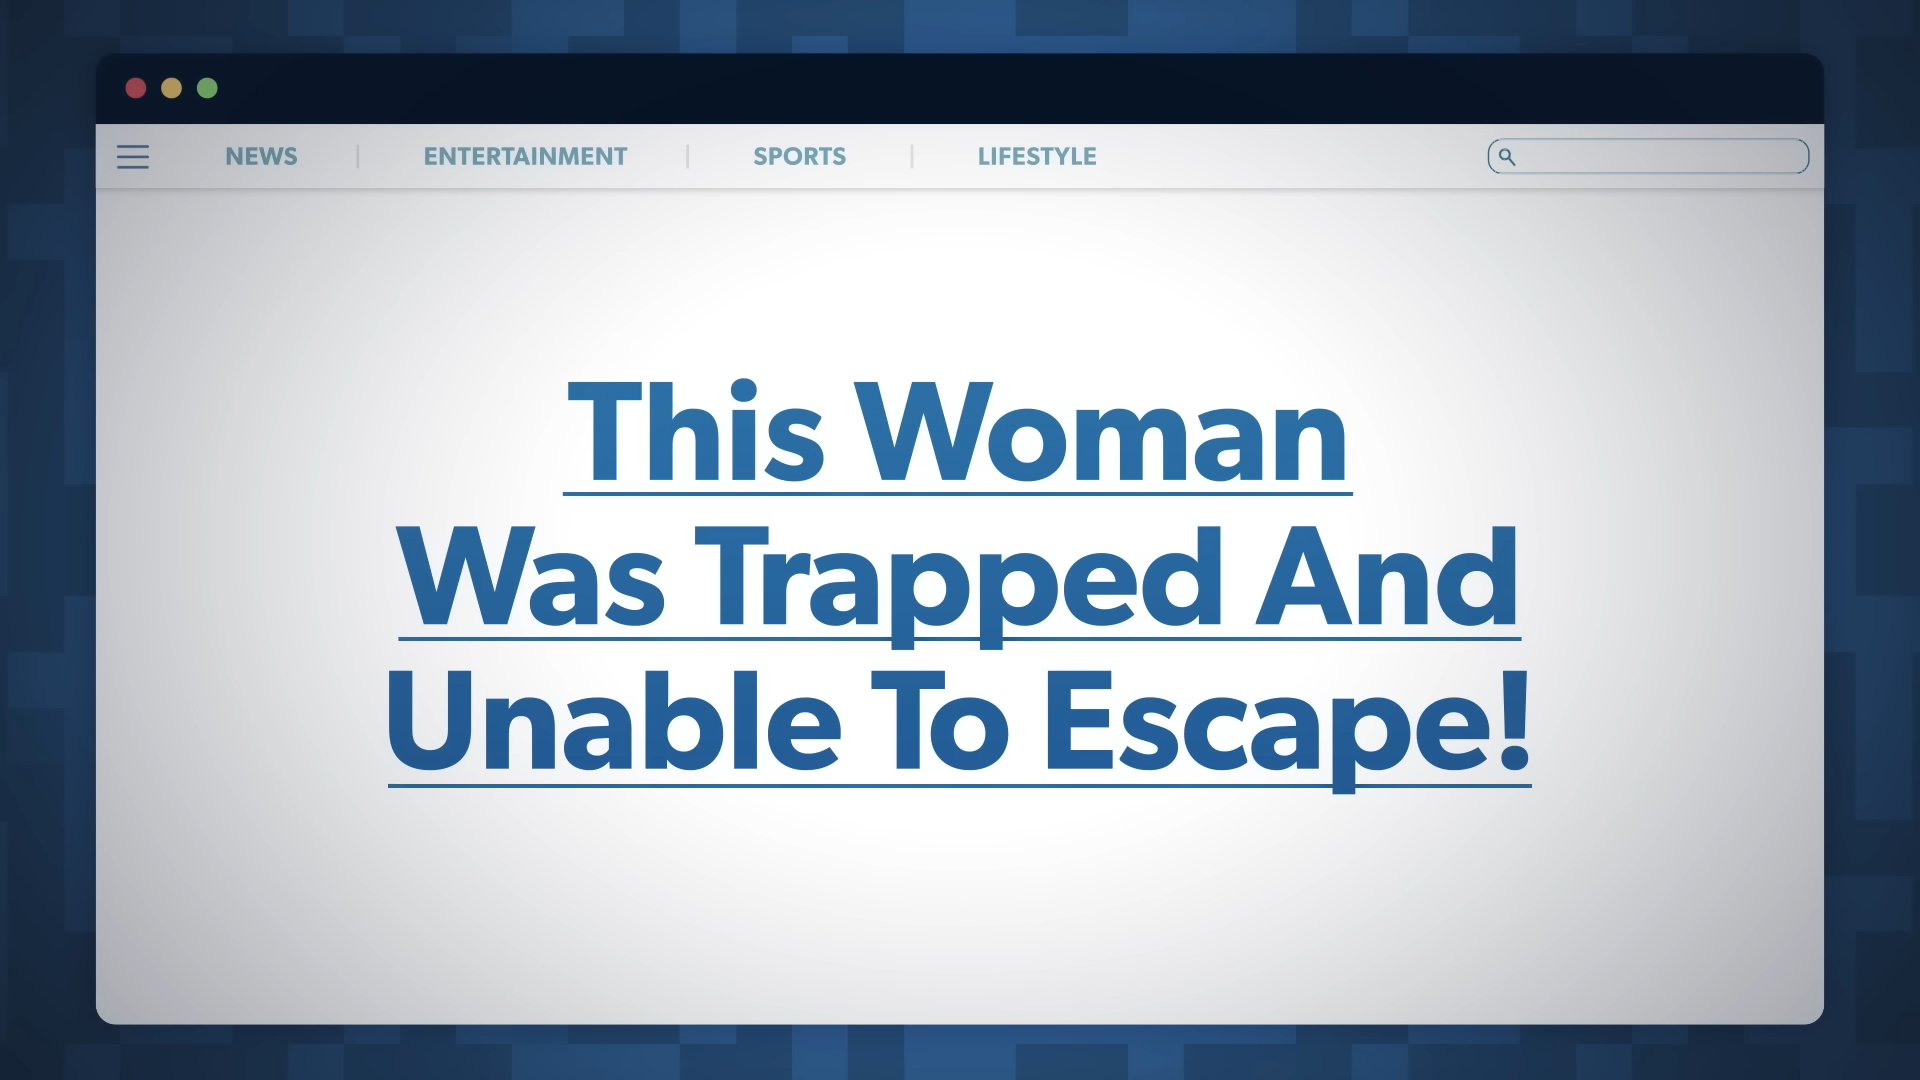 NEWS | ENTERTAINMENT | SPORTS | LIFESTYLE
This Woman
Was Trapped And
Unable To Escape!